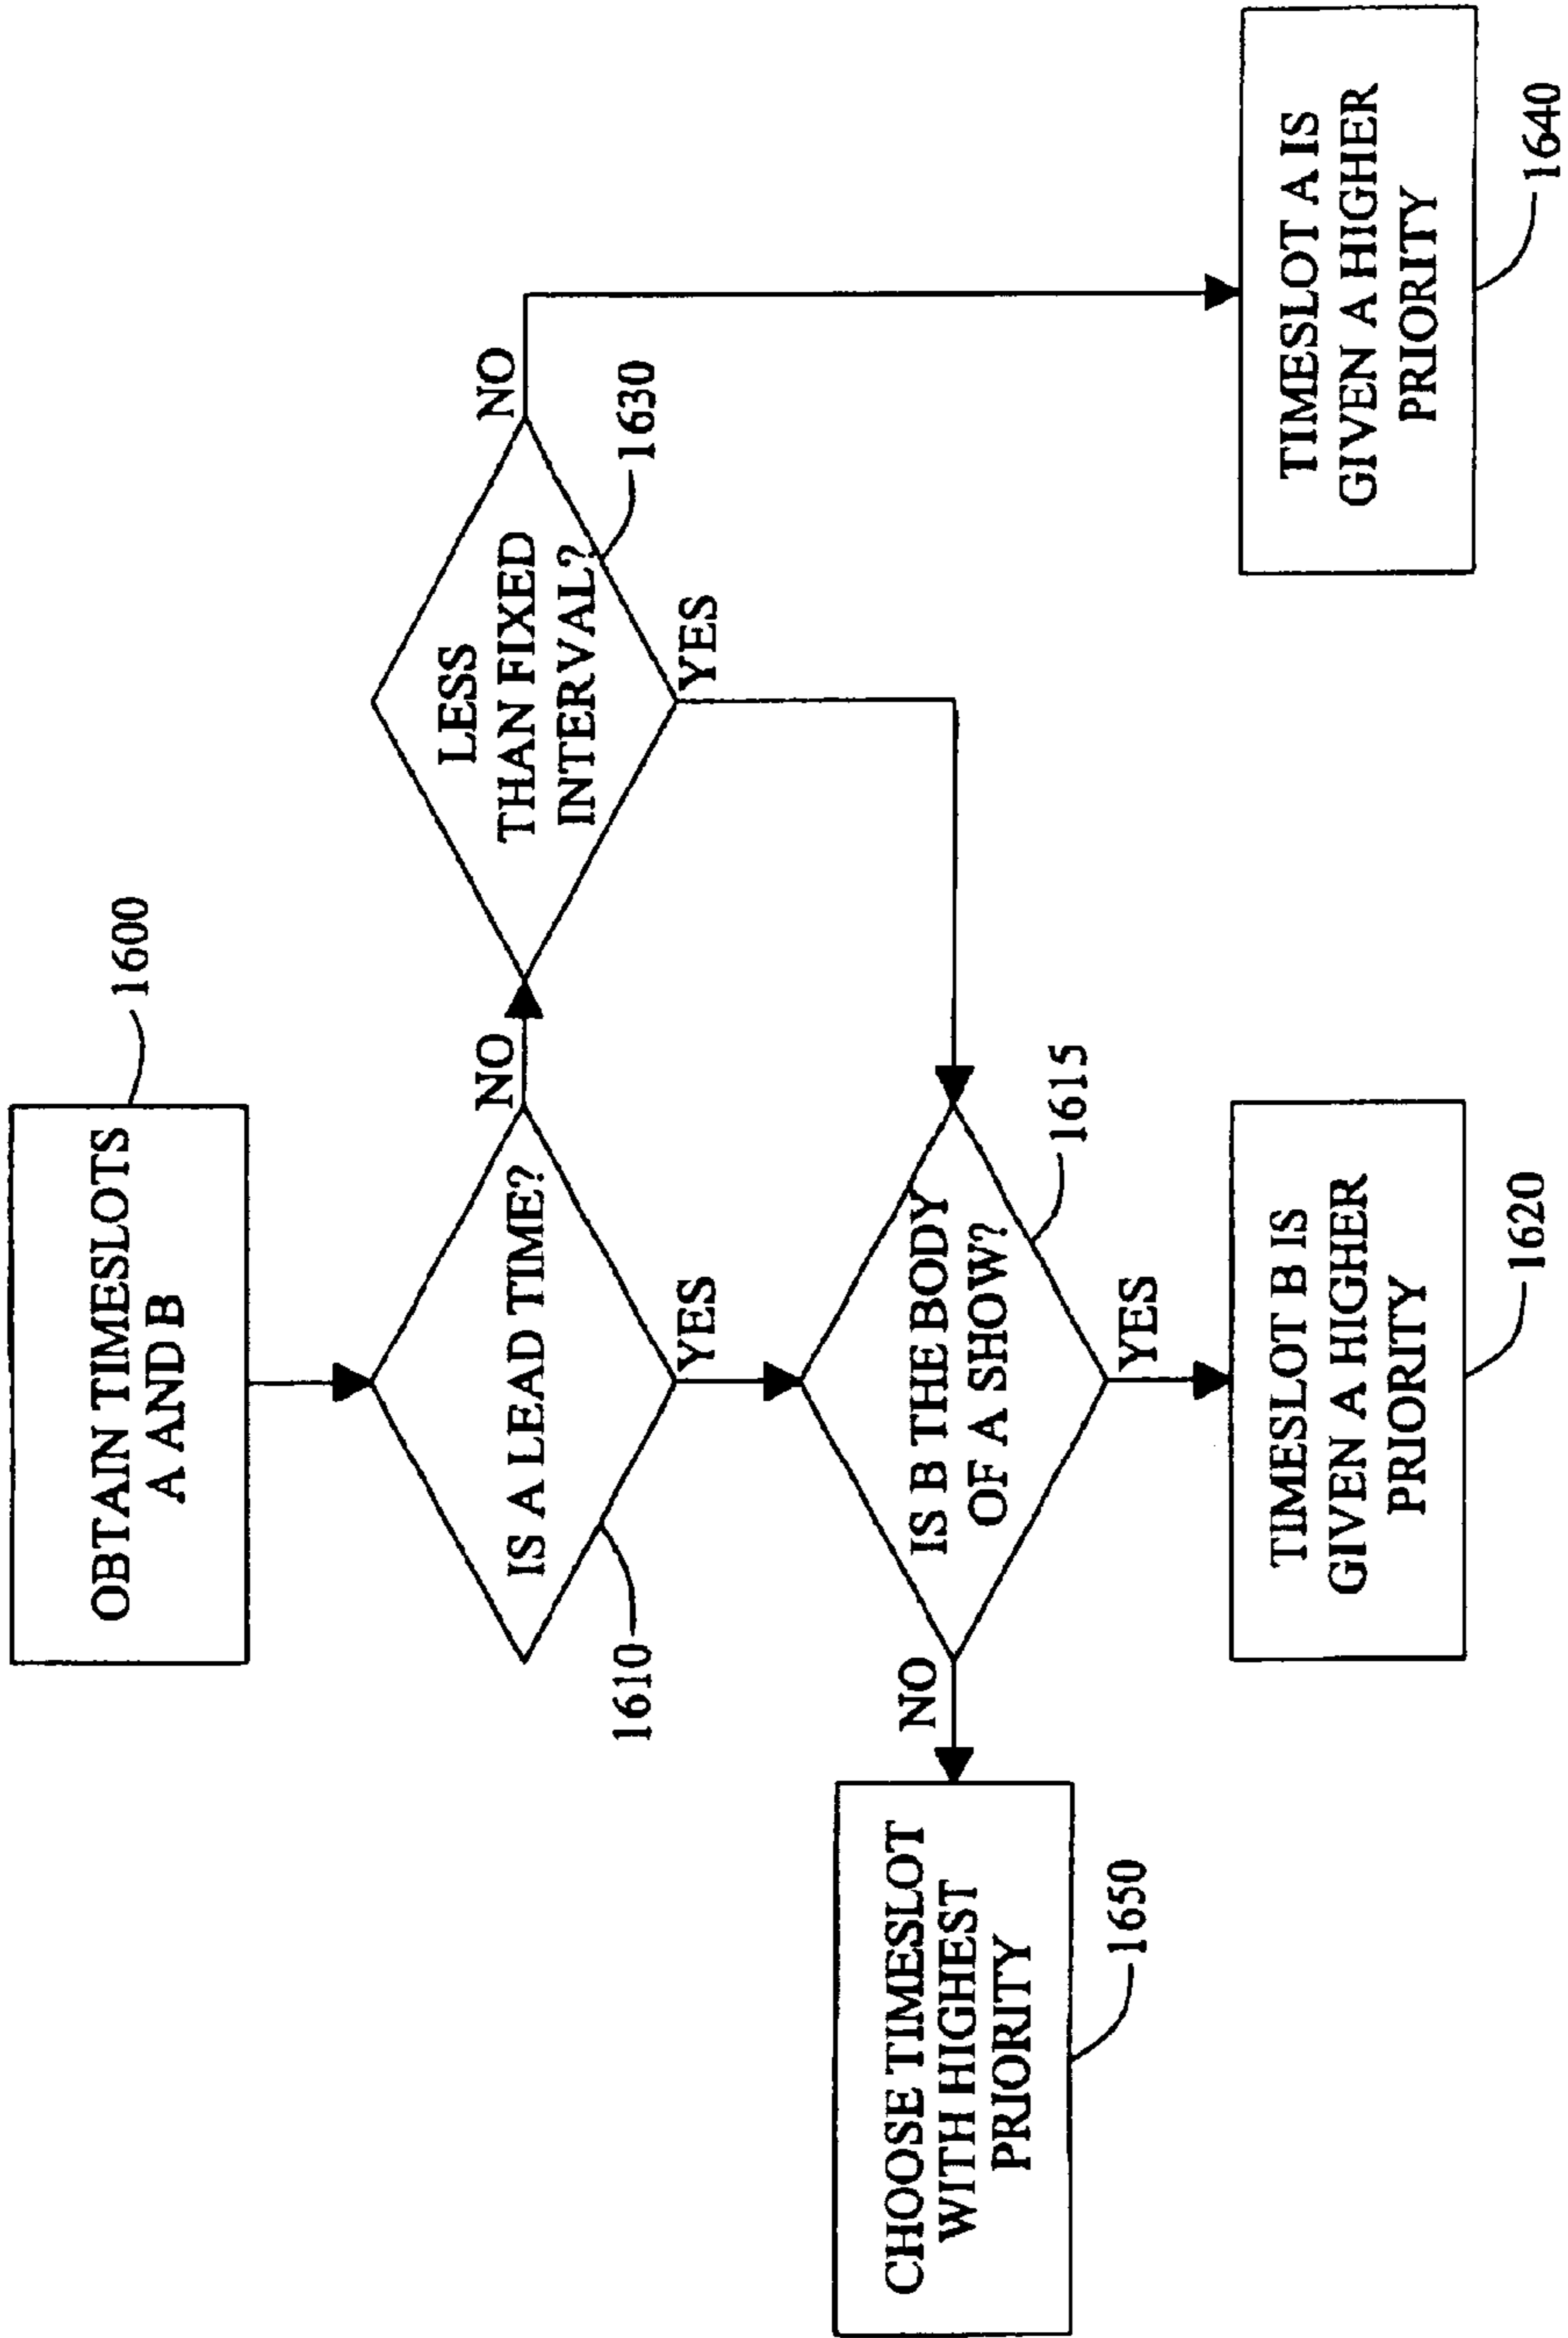 OBTAIN TIMESLOTS
A AND B
1600
IS A LEAD TIME?
1610
NO
YES
LESS
THAN FIXED
INTERVAL?
1630
NO
YES
IS B THE BODY
OF A SHOW?
1615
NO
YES
CHOOSE TIMESLOT
WITH HIGHEST
PRIORITY
1650
TIMESLOT B IS
GIVEN A HIGHER
PRIORITY
1620
TIMESLOT A IS
GIVEN A HIGHER
PRIORITY
1640